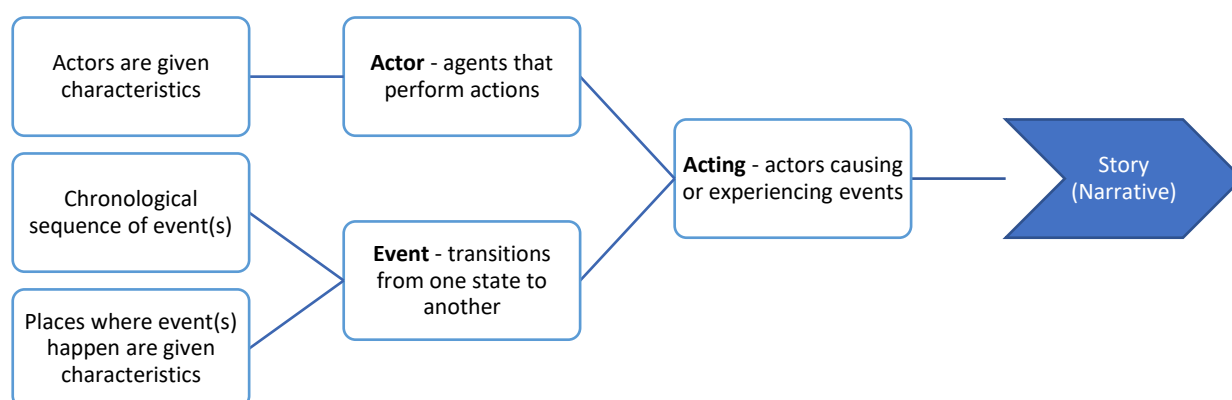 Actors are given
characteristics
Actor - agents that
perform actions
Acting - actors causing
or experiencing events
Story
(Narrative)
Chronological
sequence of event(s)
Event - transitions
from one state to
another
Places where event(s)
happen are given
characteristics